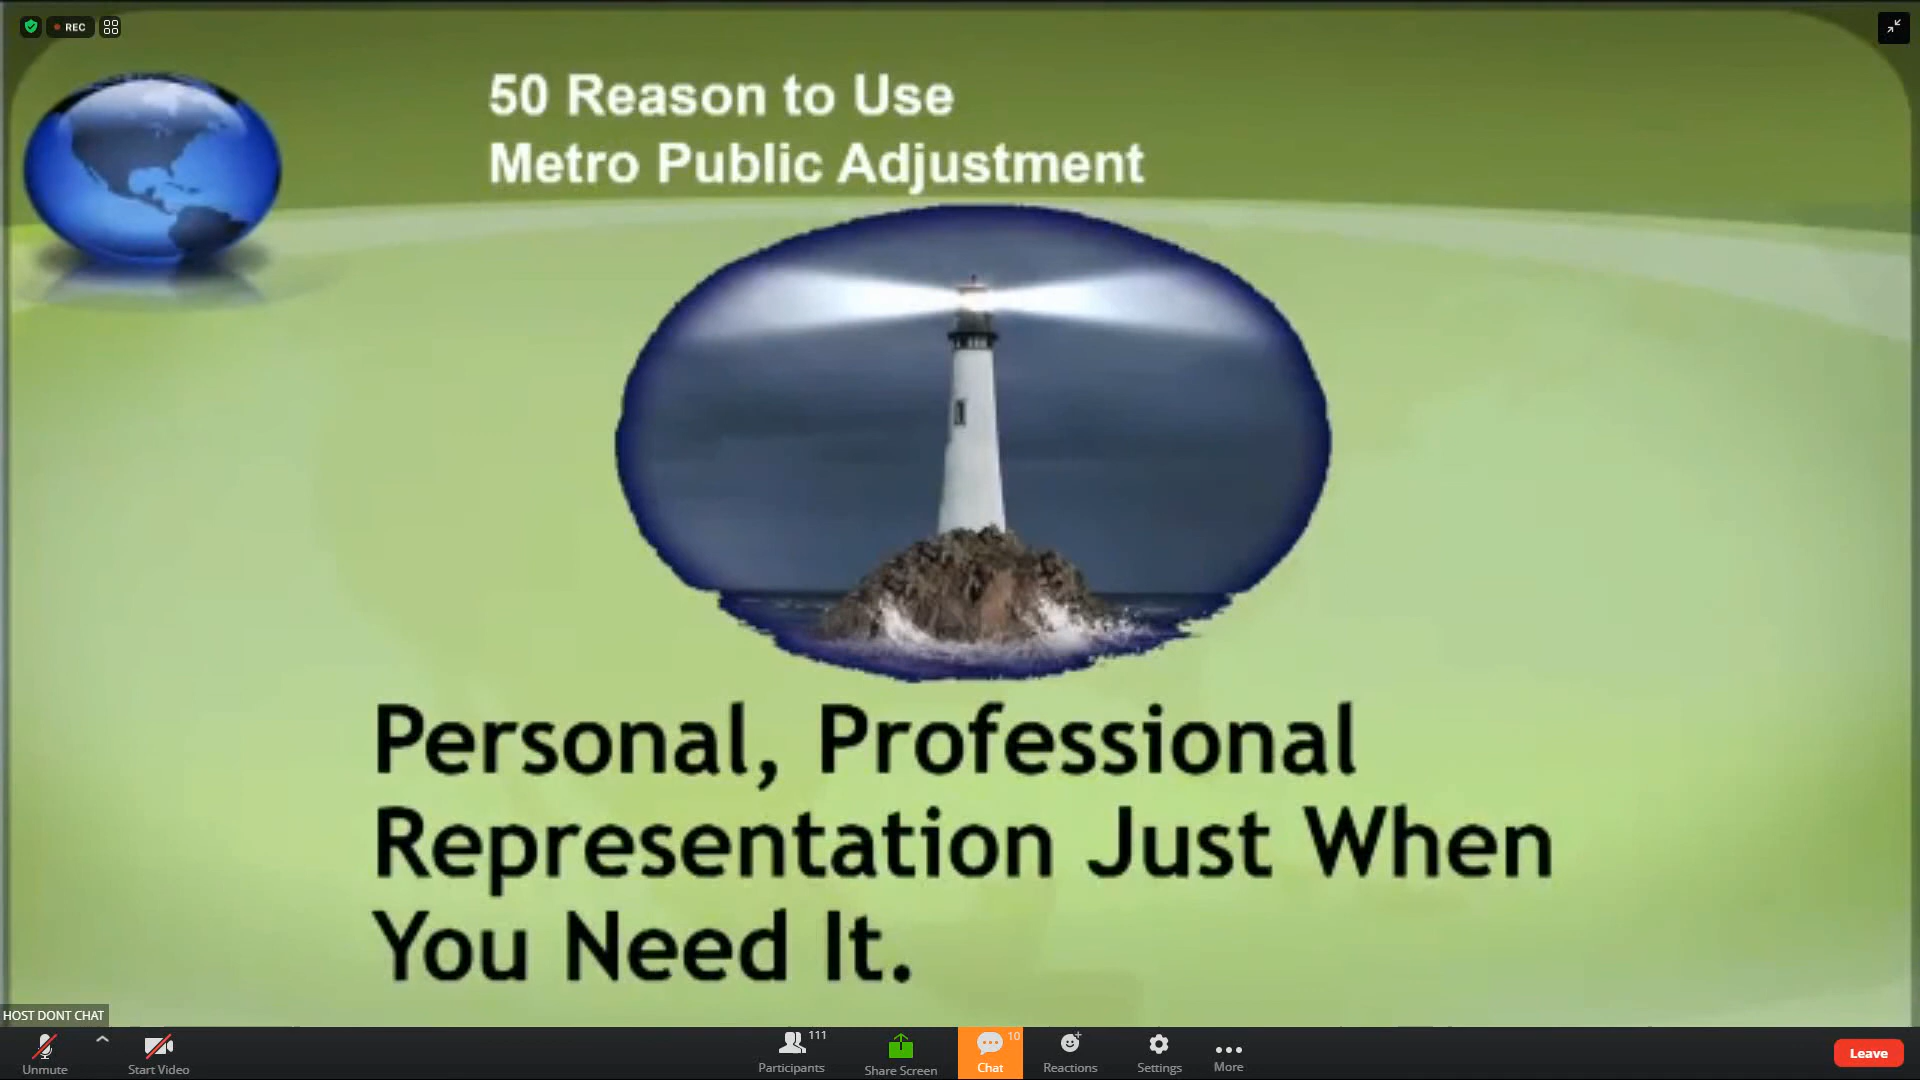 REC
50 Reason to Use
Metro Public Adjustment
Personal, Professional
Representation Just When
You Need It.
HOST DONT CHAT
Unmute
Start Video
111
Participants
Share Screen
10
Chat
Reactions
Settings
More
Leave